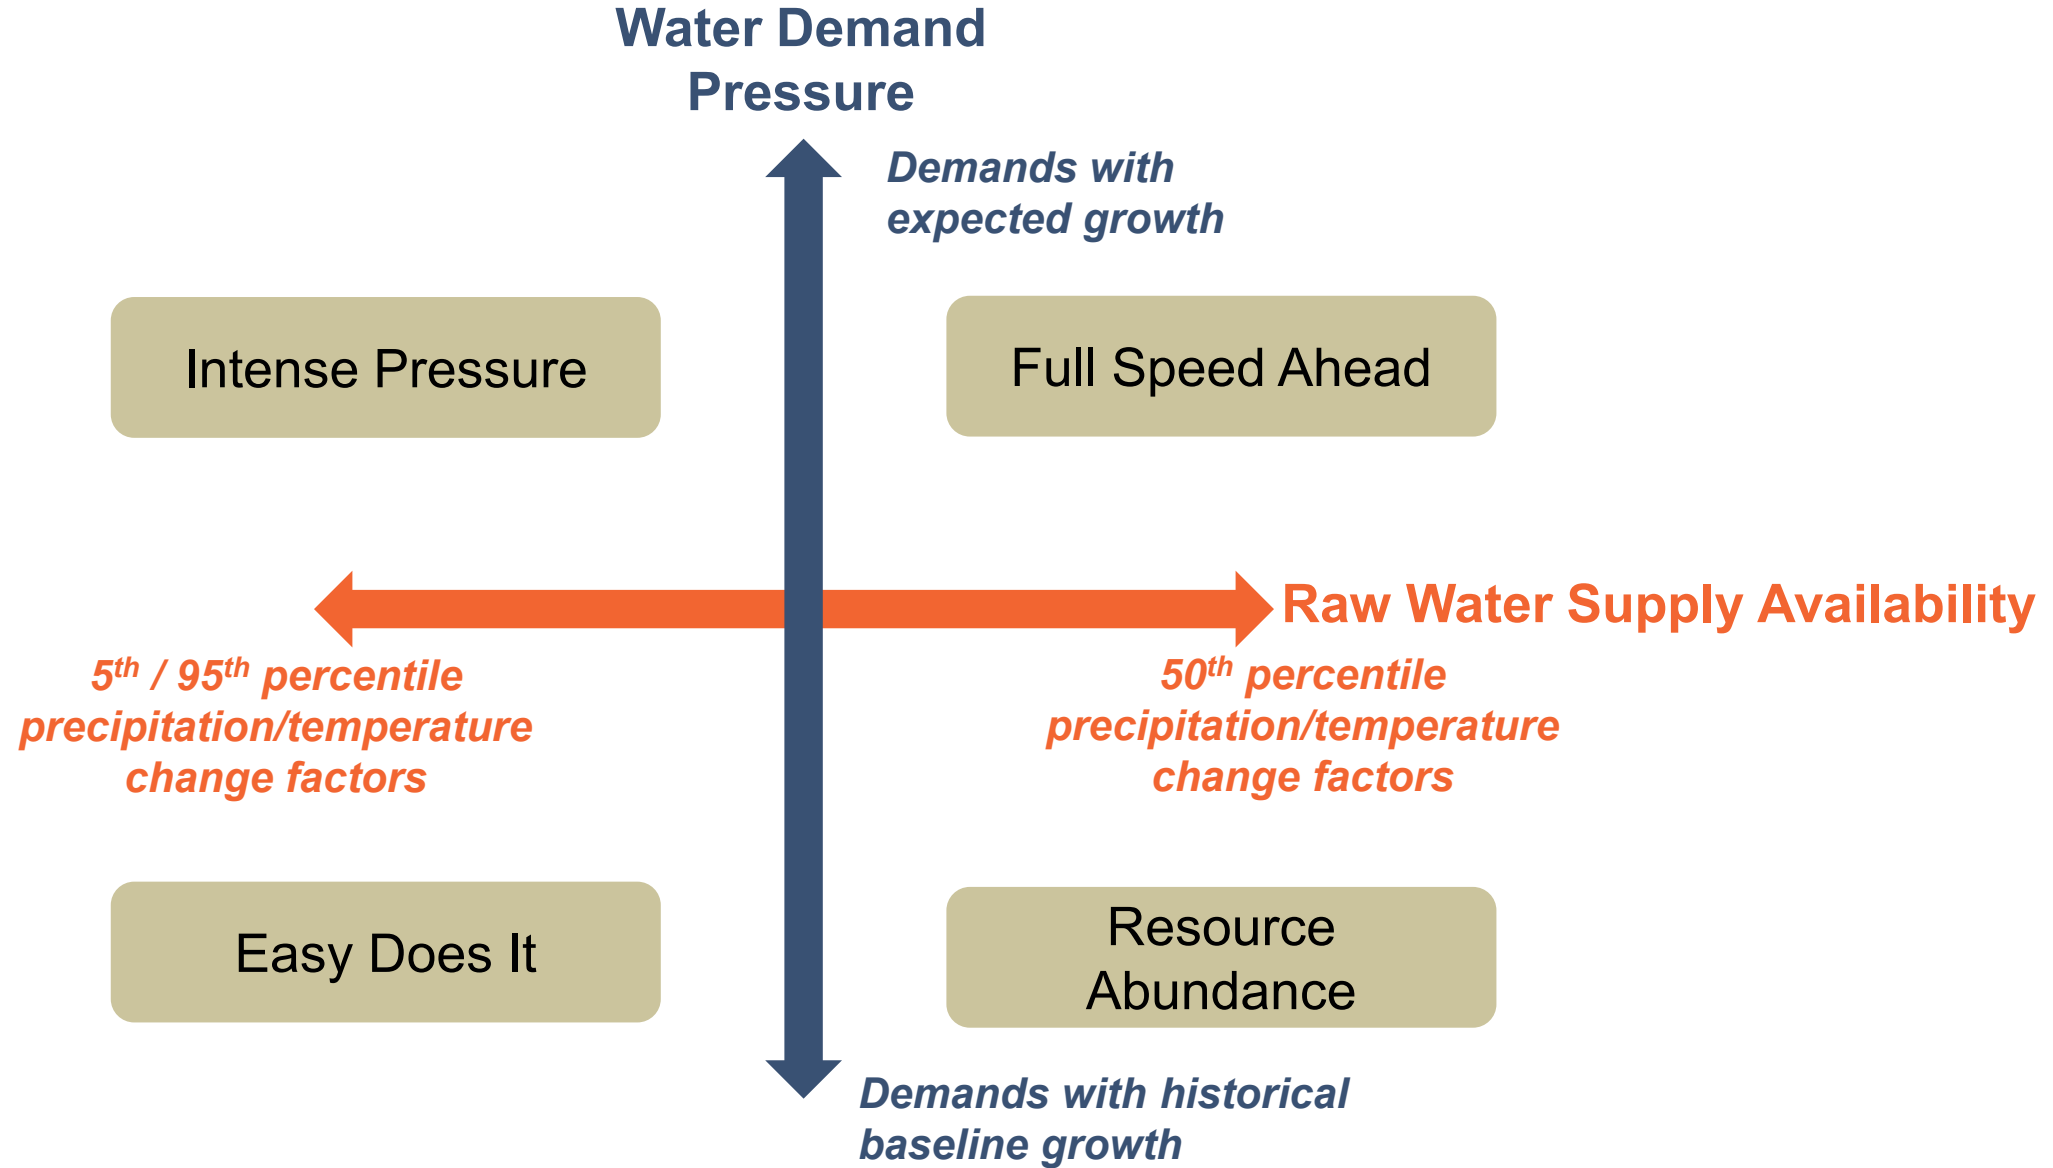 Water Demand
Pressure
Demands with
expected growth
Intense Pressure
Full Speed Ahead
Raw Water Supply Availability
5th / 95th percentile
precipitation/temperature
change factors
50th percentile
precipitation/temperature
change factors
Easy Does It
Resource
Abundance
Demands with historical
baseline growth